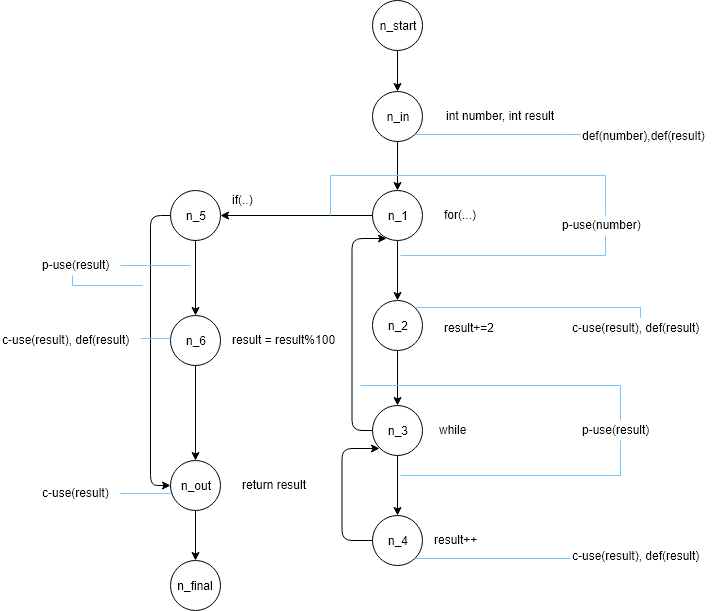 n_start
n_in
int number, int result
def(number),def(result)
if(..)
n_5
n_1
for(...)
p-use(number)
p-use(result)
n_2
result+=2
c-use(result), def(result)
c-use(result), def(result)
n_6
result = result%100
n_3
while
p-use(result)
c-use(result)
n_out
return result
n_4
result++
c-use(result), def(result)
n_final